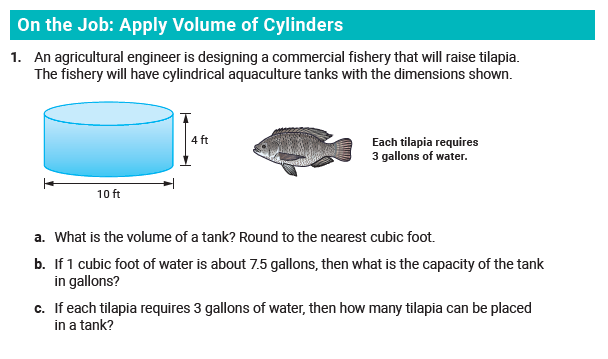 On the Job: Apply Volume of Cylinders
1. An agricultural engineer is designing a commercial fishery that will raise tilapia.
The fishery will have cylindrical aquaculture tanks with the dimensions shown.
4 ft
10 ft
Each tilapia requires
3 gallons of water.
a. What is the volume of a tank? Round to the nearest cubic foot.
b. If 1 cubic foot of water is about 7.5 gallons, then what is the capacity of the tank
in gallons?
c. If each tilapia requires 3 gallons of water, then how many tilapia can be placed
in a tank?